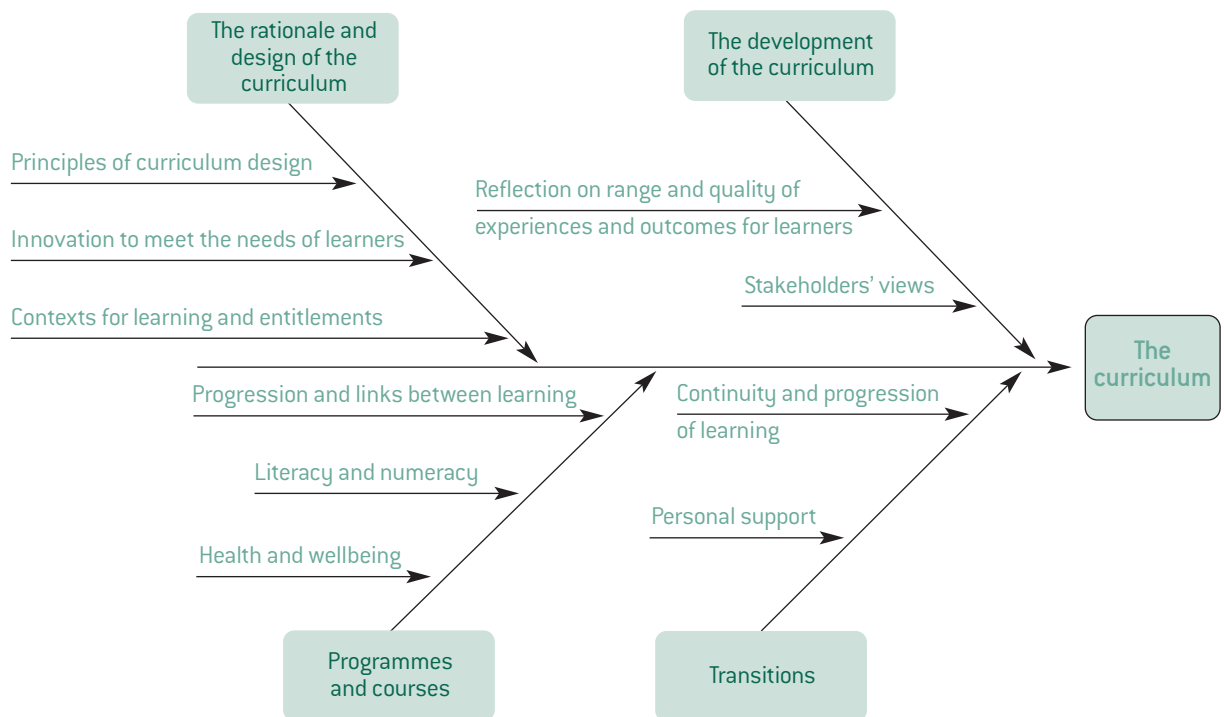 The rationale and
design of the
curriculum
The development
of the curriculum
Principles of curriculum design
Innovation to meet the needs of learners
Contexts for learning and entitlements
Reflection on range and quality of
experiences and outcomes for learners
Stakeholders’ views
The
curriculum
Progression and links between learning
Literacy and numeracy
Health and wellbeing
Continuity and progression
of learning
Personal support
Programmes
and courses
Transitions